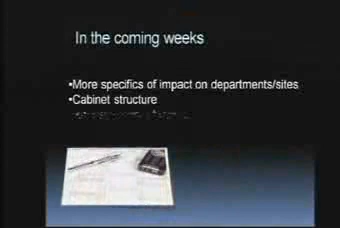 In the coming weeks
•More specifics of impact on departments/sites
•Cabinet structure